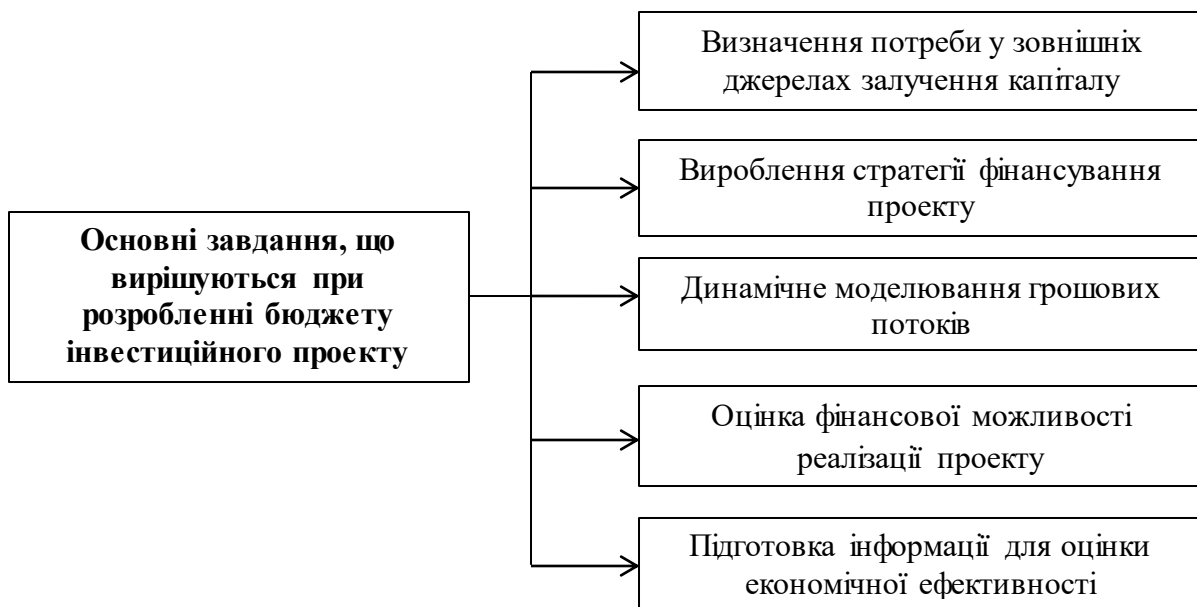 Основні завдання, що
вирішуються при
розробленні бюджету
інвестиційного проекту
Визначення потреби у зовнішніх
джерелах залучення капіталу
Вироблення стратегії фінансування
проекту
Динамічне моделювання грошових
потоків
Оцінка фінансової можливості
реалізації проекту
Підготовка інформації для оцінки
економічної ефективності